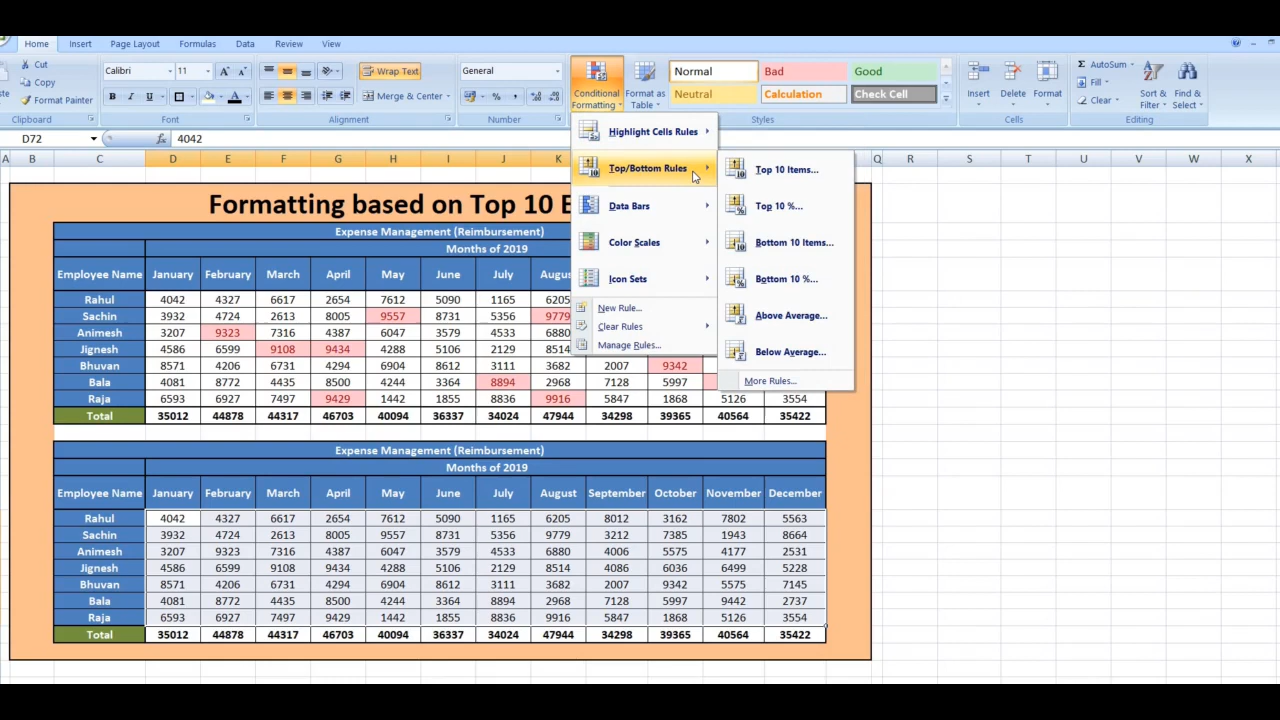 Home Insert Page Layout Formulas Data Review View
Cut
Copy
Format Painter
Calibri 11
B I U A
Wrap Text
Merge & Center
General
% ,
Conditional Formatting
Format as Table
Normal Bad Good
Neutral Calculation Check Cell
Insert Delete Format
Σ AutoSum
Fill
Clear
Sort & Filter
Find & Select
Clipboard Font Alignment Number Styles Cells Editing
D72 fx 4042
A B C D E F G H I J K Q R S T U V W X
Highlight Cells Rules
Top/Bottom Rules
Data Bars
Color Scales
Icon Sets
New Rule...
Clear Rules
Manage Rules...
Top 10 Items...
Top 10 %...
Bottom 10 Items...
Bottom 10 %...
Above Average...
Below Average...
More Rules...
Formatting based on Top 10
Expense Management (Reimbursement)
Months of 2019
Employee Name January February March April May June July
Rahul 4042 4327 6617 2654 7612 5090 1165 6205
Sachin 3932 4724 2613 8005 9557 8731 5356 9779
Animesh 3207 9323 7316 4387 6047 3579 4533 6880
Jignesh 4586 6599 9108 9434 4288 5106 2129 8514
Bhuvan 8571 4206 6731 4294 6904 8612 3111 3682 2007 9342
Bala 4081 8772 4435 8500 4244 3364 8894 2968 7128 5997
Raja 6593 6927 7497 9429 1442 1855 8836 9916 5847 1868 5126 3554
Total 35012 44878 44317 46703 40094 36337 34024 47944 34298 39365 40564 35422
Expense Management (Reimbursement)
Months of 2019
Employee Name January February March April May June July August September October November December
Rahul 4042 4327 6617 2654 7612 5090 1165 6205 8012 3162 7802 5563
Sachin 3932 4724 2613 8005 9557 8731 5356 9779 3212 7385 1943 8664
Animesh 3207 9323 7316 4387 6047 3579 4533 6880 4006 5575 4177 2531
Jignesh 4586 6599 9108 9434 4288 5106 2129 8514 4086 6036 6499 5228
Bhuvan 8571 4206 6731 4294 6904 8612 3111 3682 2007 9342 5575 7145
Bala 4081 8772 4435 8500 4244 3364 8894 2968 7128 5997 9442 2737
Raja 6593 6927 7497 9429 1442 1855 8836 9916 5847 1868 5126 3554
Total 35012 44878 44317 46703 40094 36337 34024 47944 34298 39365 40564 35422